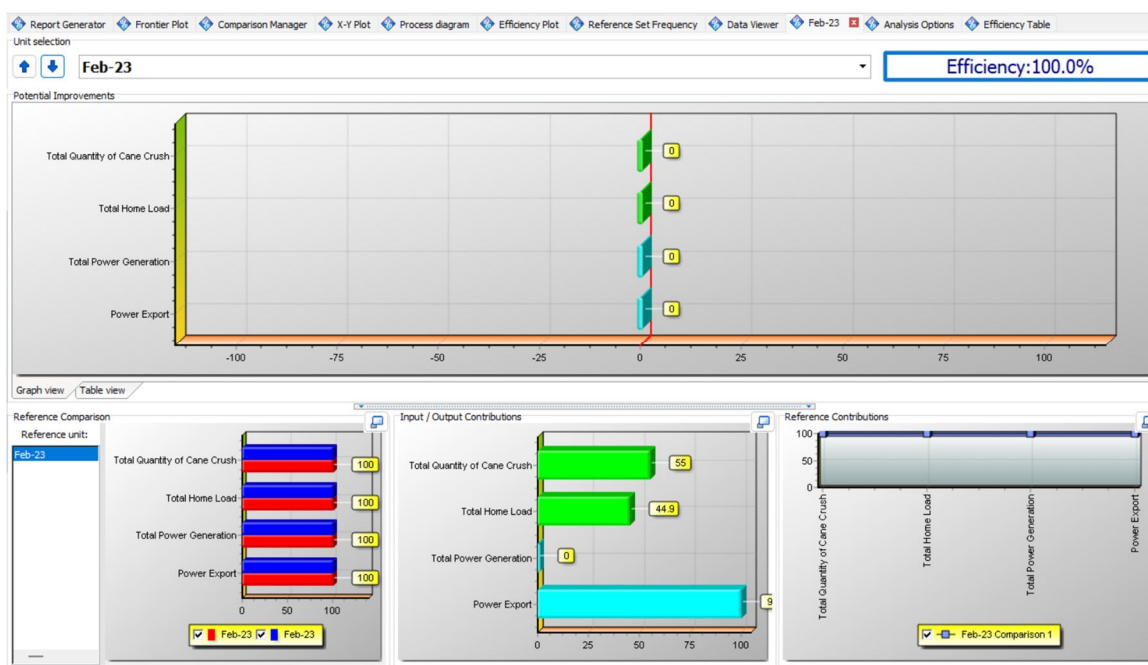 Report Generator Frontier Plot Comparison Manager X-Y Plot Process diagram Efficiency Plot Reference Set Frequency Data Viewer Feb-23 Analysis Options Efficiency Table
Unit selection
Feb-23 Efficiency:100.0%
Potential Improvements
Total Quantity of Cane Crush 0
Total Home Load 0
Total Power Generation 0
Power Export 0
-100 -75 -50 -25 0 25 50 75 100
Graph view Table view
Reference Comparison
Reference unit:
Feb-23
Total Quantity of Cane Crush 100
Total Home Load 100
Total Power Generation 100
Power Export 100
0 50 100
Feb-23 Feb-23
Input / Output Contributions
Total Quantity of Cane Crush 55
Total Home Load 44.9
Total Power Generation 0
Power Export 9
0 25 50 75 100
Reference Contributions
100
50
0
Total Quantity of Cane Crush
Total Home Load
Total Power Generation
Power Export
Feb-23 Comparison 1